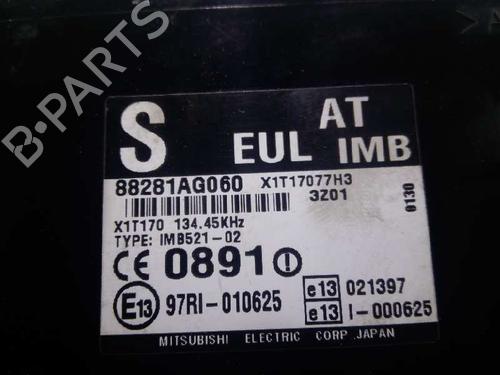 B-PARTS
S EUL AT
IMB
88281AG060 X1T17077H3
3Z01
0130
X1T170 134.45KHz
TYPE: IMB521-02
CE 0891
E13 97RI-010625
e13 021397
e13 I-000625
MITSUBISHI ELECTRIC CORP.JAPAN